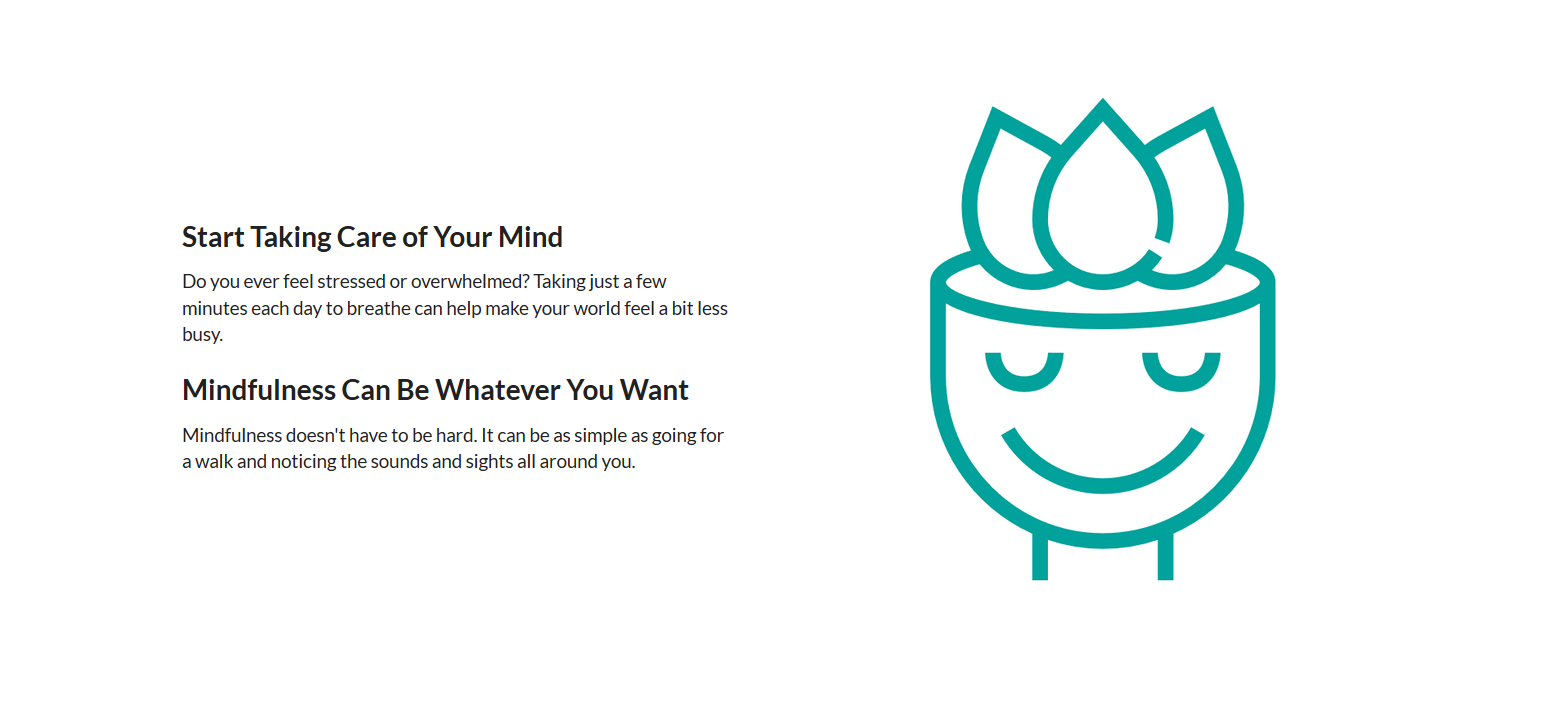 Start Taking Care of Your Mind
Do you ever feel stressed or overwhelmed? Taking just a few
minutes each day to breathe can help make your world feel a bit less
busy.
Mindfulness Can Be Whatever You Want
Mindfulness doesn't have to be hard. It can be as simple as going for
a walk and noticing the sounds and sights all around you.